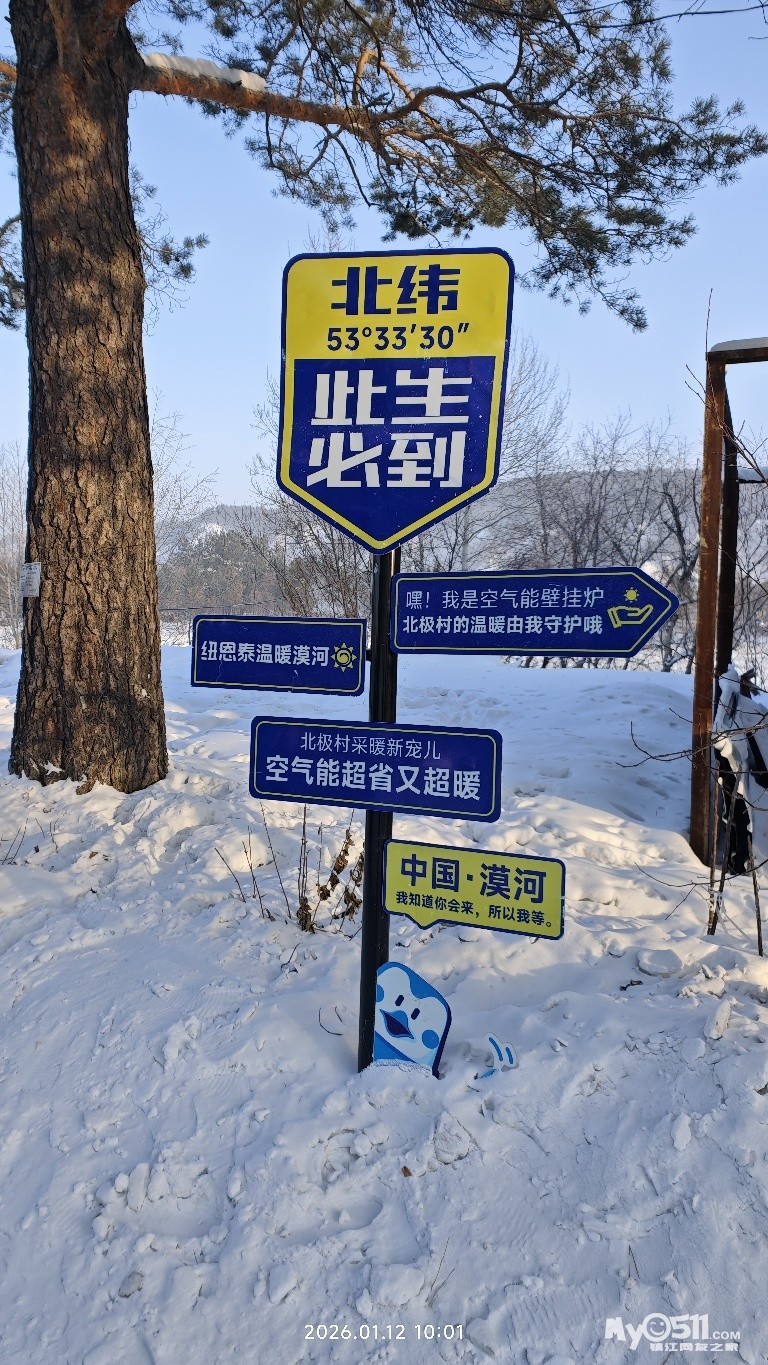 北纬
53°33′30″
此生
必到
嘿！我是空气能壁挂炉
北极村的温暖由我守护哦
纽恩泰温暖漠河
北极村采暖新宠儿
空气能超省又超暖
中国·漠河
我知道你会来，所以我等。
2026.01.12 10:01
My0511.COM
镇江网友之家